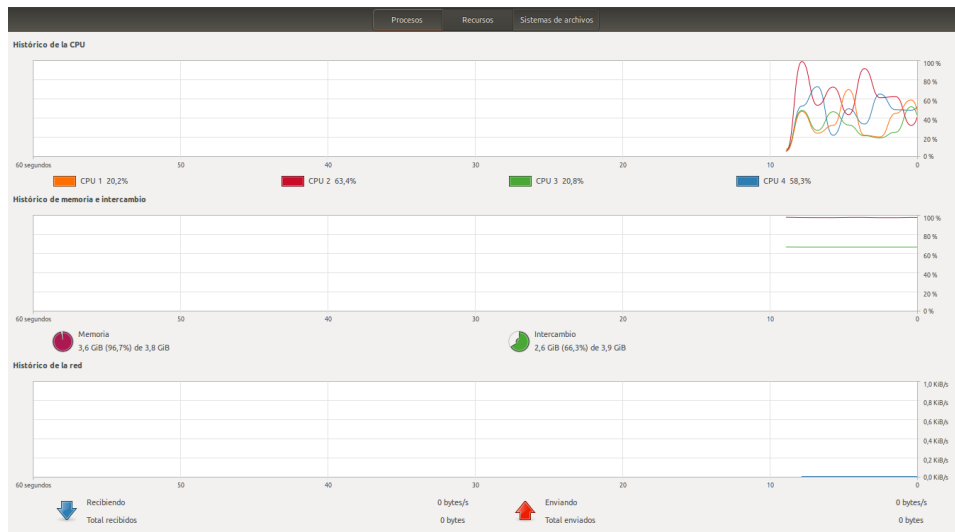 Procesos Recursos Sistemas de archivos
Histórico de la CPU
100 %
80 %
60 %
40 %
20 %
0 %
60 segundos 50 40 30 20 10 0
CPU 1 20,2% CPU 2 63,4% CPU 3 20,8% CPU 4 58,3%
Histórico de memoria e intercambio
100 %
80 %
60 %
40 %
20 %
0 %
60 segundos 50 40 30 20 10 0
Memoria Intercambio
3,6 GiB (96,7%) de 3,8 GiB 2,6 GiB (66,3%) de 3,9 GiB
Histórico de la red
1,0 KiB/s
0,8 KiB/s
0,6 KiB/s
0,4 KiB/s
0,2 KiB/s
0,0 KiB/s
60 segundos 50 40 30 20 10 0
Recibiendo 0 bytes/s Enviando 0 bytes/s
Total recibidos 0 bytes Total enviados 0 bytes